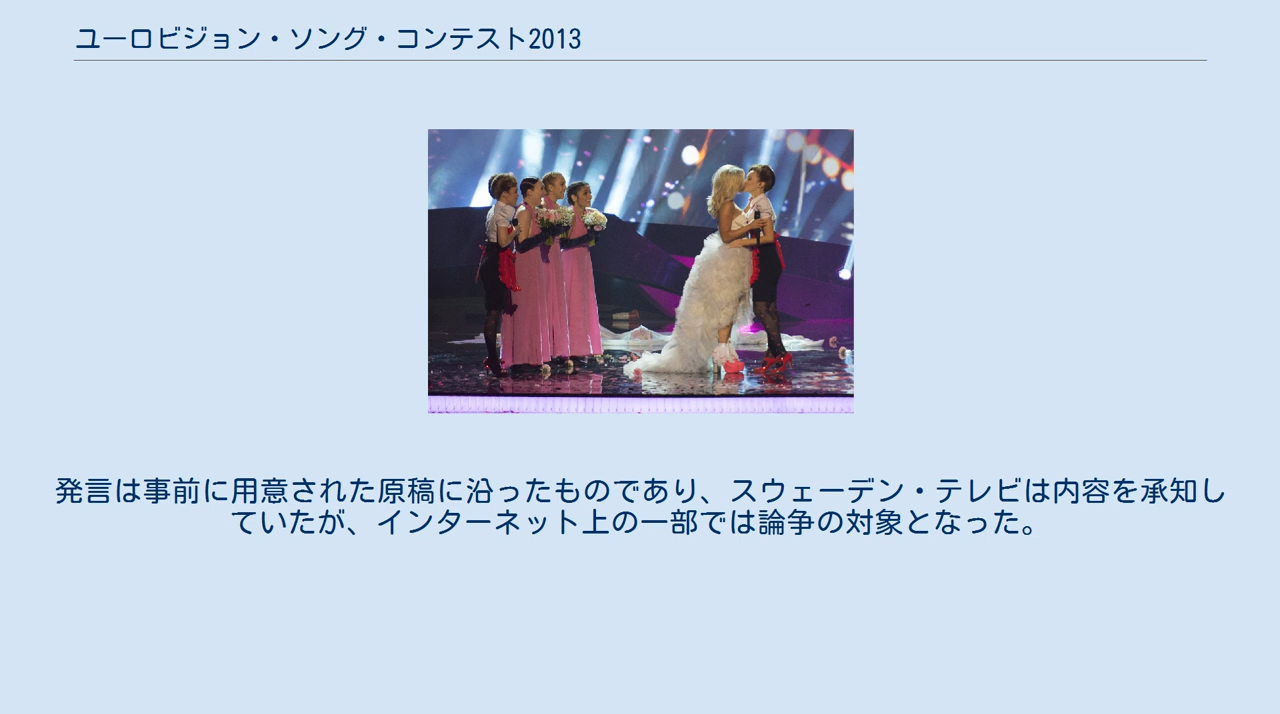 ユーロビジョン・ソング・コンテスト2013
発言は事前に用意された原稿に沿ったものであり、スウェーデン・テレビは内容を承知し
ていたが、インターネット上の一部では論争の対象となった。